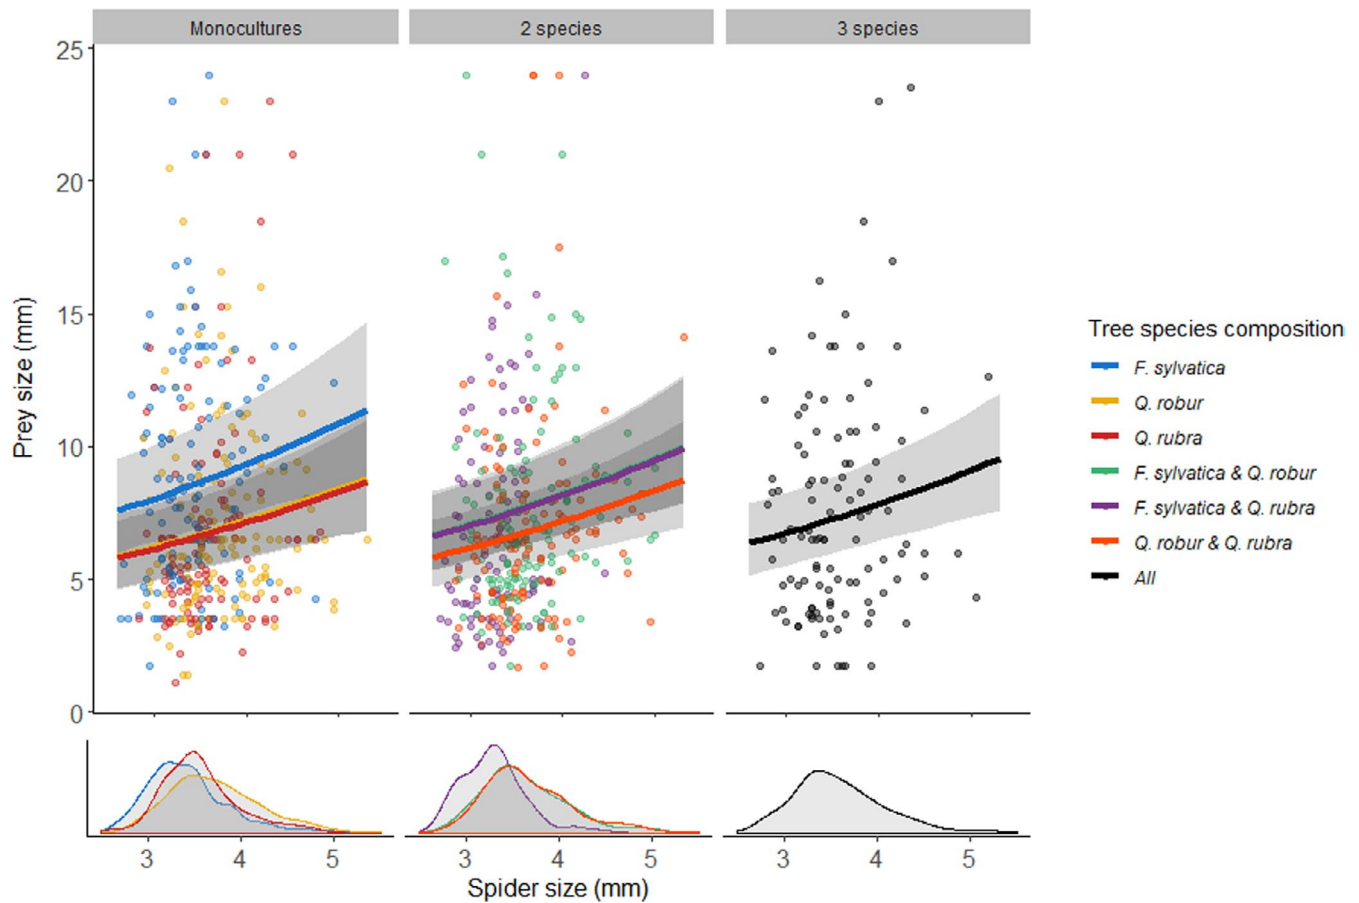 Monocultures
2 species
3 species
25
20
15
10
5
0
Prey size (mm)
3 4 5
3 4 5
3 4 5
Spider size (mm)
Tree species composition
F. sylvatica
Q. robur
Q. rubra
F. sylvatica & Q. robur
F. sylvatica & Q. rubra
Q. robur & Q. rubra
All